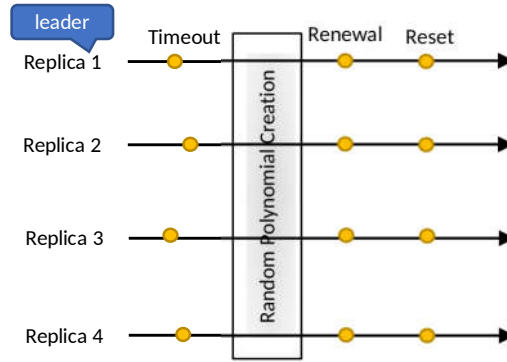 leader
Timeout
Renewal
Reset
Replica 1
Replica 2
Random Polynomial Creation
Replica 3
Replica 4